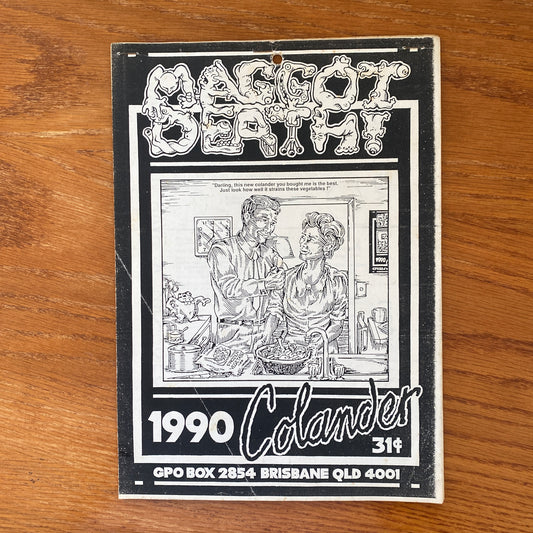 MAGGOT
DEATH!
"Darling, this new colander you bought me is the best.
Just look how well it strains these vegetables !"
1990
1990 Colander
31¢
GPO BOX 2854 BRISBANE QLD 4001